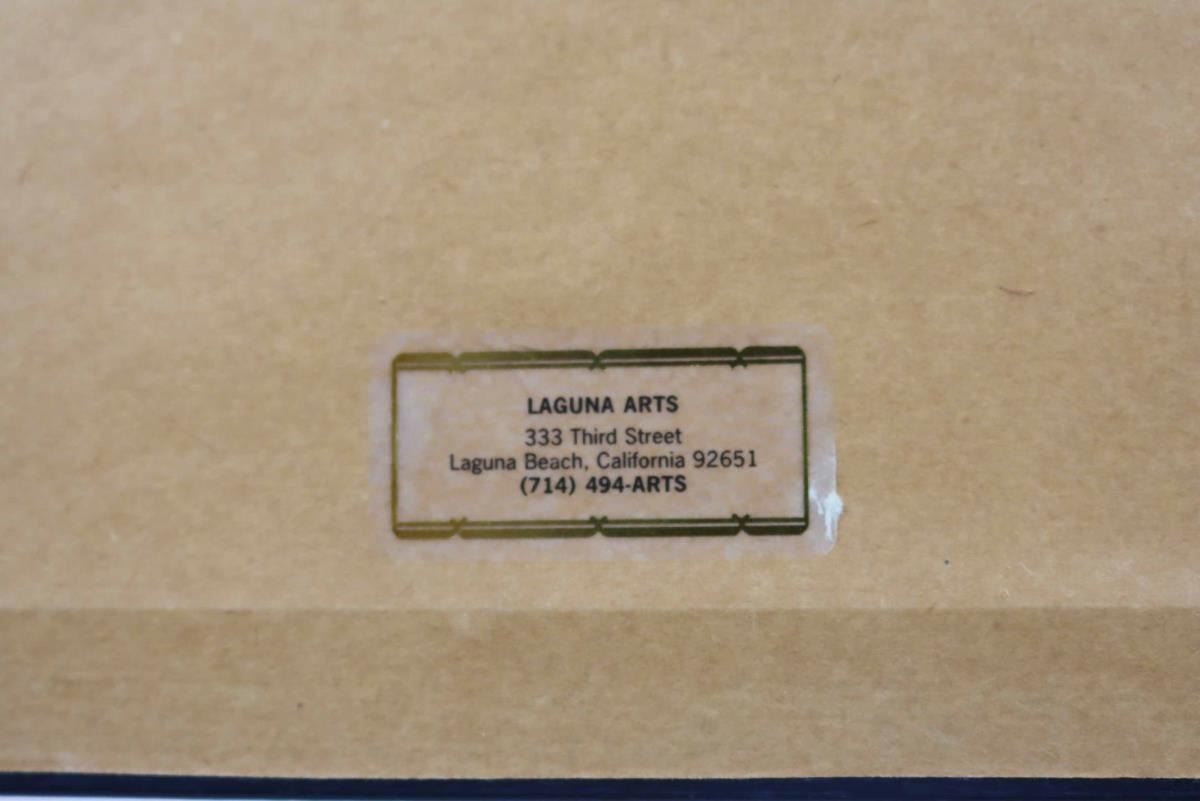 LAGUNA ARTS
333 Third Street
Laguna Beach, California 92651
(714) 494-ARTS